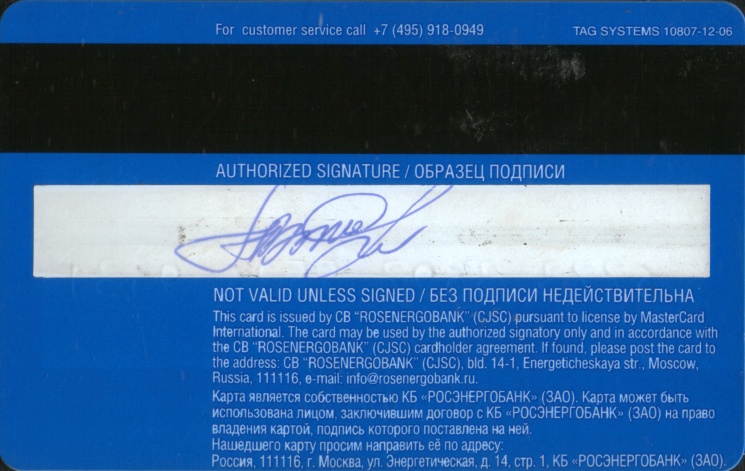 For customer service call +7 (495) 918-0949
TAG SYSTEMS 10807-12-06
AUTHORIZED SIGNATURE / ОБРАЗЕЦ ПОДПИСИ
NOT VALID UNLESS SIGNED / БЕЗ ПОДПИСИ НЕДЕЙСТВИТЕЛЬНА
This card is issued by CB "ROSENERGOBANK" (CJSC) pursuant to license by MasterCard
International. The card may be used by the authorized signatory only and in accordance with
the CB "ROSENERGOBANK" (CJSC) cardholder agreement. If found, please post the card to
the address: CB "ROSENERGOBANK" (CJSC), bld. 14-1, Energeticheskaya str., Moscow,
Russia, 111116, e-mail: info@rosenergobank.ru.
Карта является собственностью КБ «РОСЭНЕРГОБАНК» (ЗАО). Карта может быть
использована лицом, заключившим договор с КБ «РОСЭНЕРГОБАНК» (ЗАО) на право
владения картой, подпись которого поставлена на ней.
Нашедшего карту просим направить её по адресу:
Россия, 111116, г. Москва, ул. Энергетическая, д. 14, стр. 1, КБ «РОСЭНЕРГОБАНК» (ЗАО).